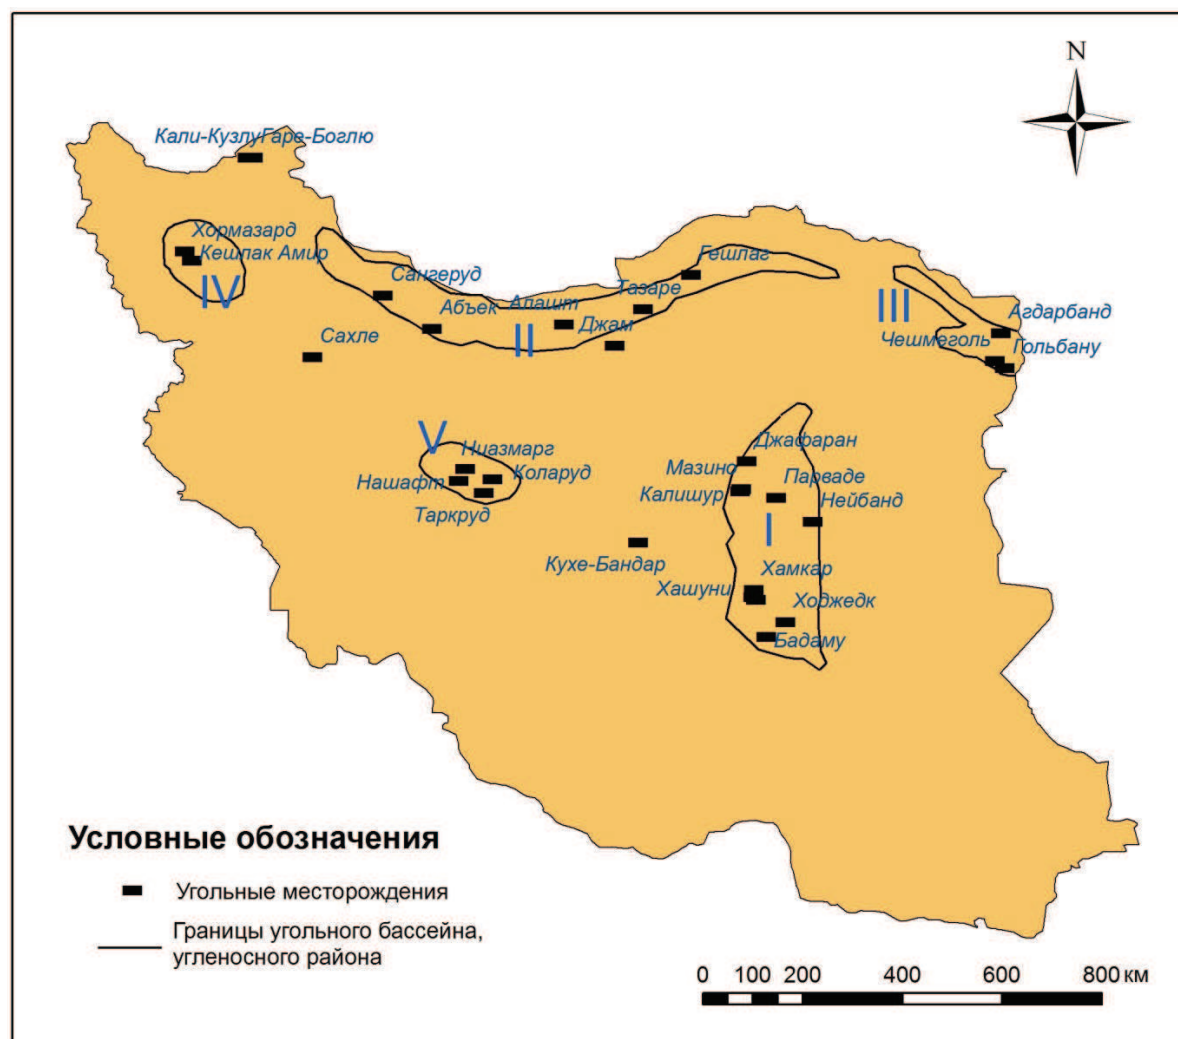 N
Кали-КузлуГаре-Боглю
Хормазард
Кешлак Амир
IV
Сангеруд
Абъек
Алашт
II
Джам
Тазаре
Гешлаг
III
Агдарбанд
Чешмеголь
Гольбану
Сахле
V
Ниазмарг
Нашафт
Коларуд
Таркруд
Джафаран
Мазино
Парваде
Калишур
Нейбанд
I
Кухе-Бандар
Хамкар
Хашуни
Ходжедк
Бадаму
Условные обозначения
Угольные месторождения
Границы угольного бассейна,
угленосного района
0 100 200 400 600 800 км